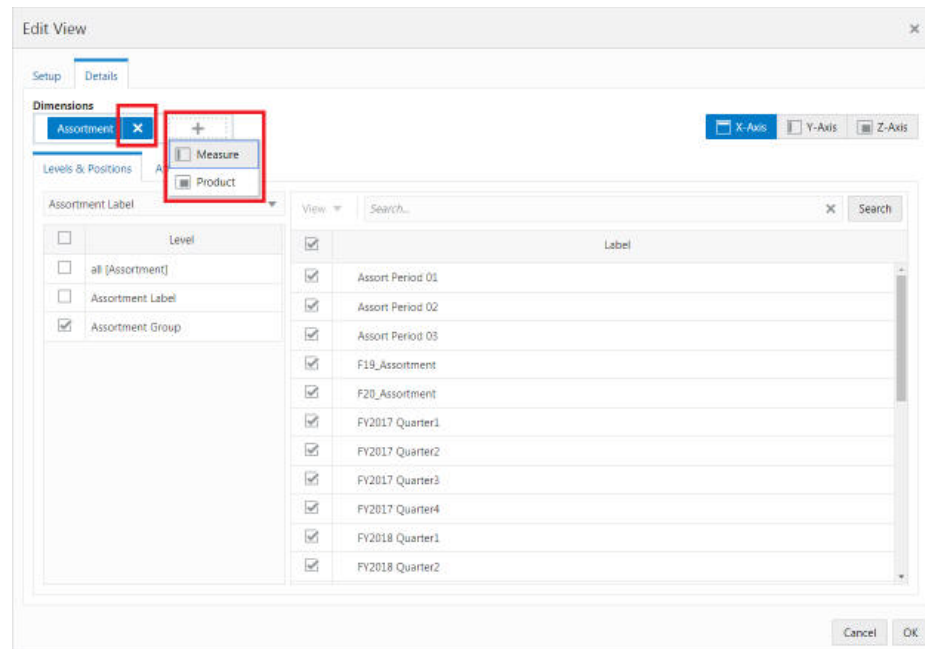 Edit View
Setup Details
Dimensions
Assortment
X-Axis Y-Axis Z-Axis
Measure
Levels & Positions
Product
Assortment Label
View Search... Search
Level
Label
all [Assortment]
Assortment Label
Assortment Group
Assort Period 01
Assort Period 02
Assort Period 03
F19_Assortment
F20_Assortment
FY2017 Quarter1
FY2017 Quarter2
FY2017 Quarter3
FY2017 Quarter4
FY2018 Quarter1
FY2018 Quarter2
Cancel OK